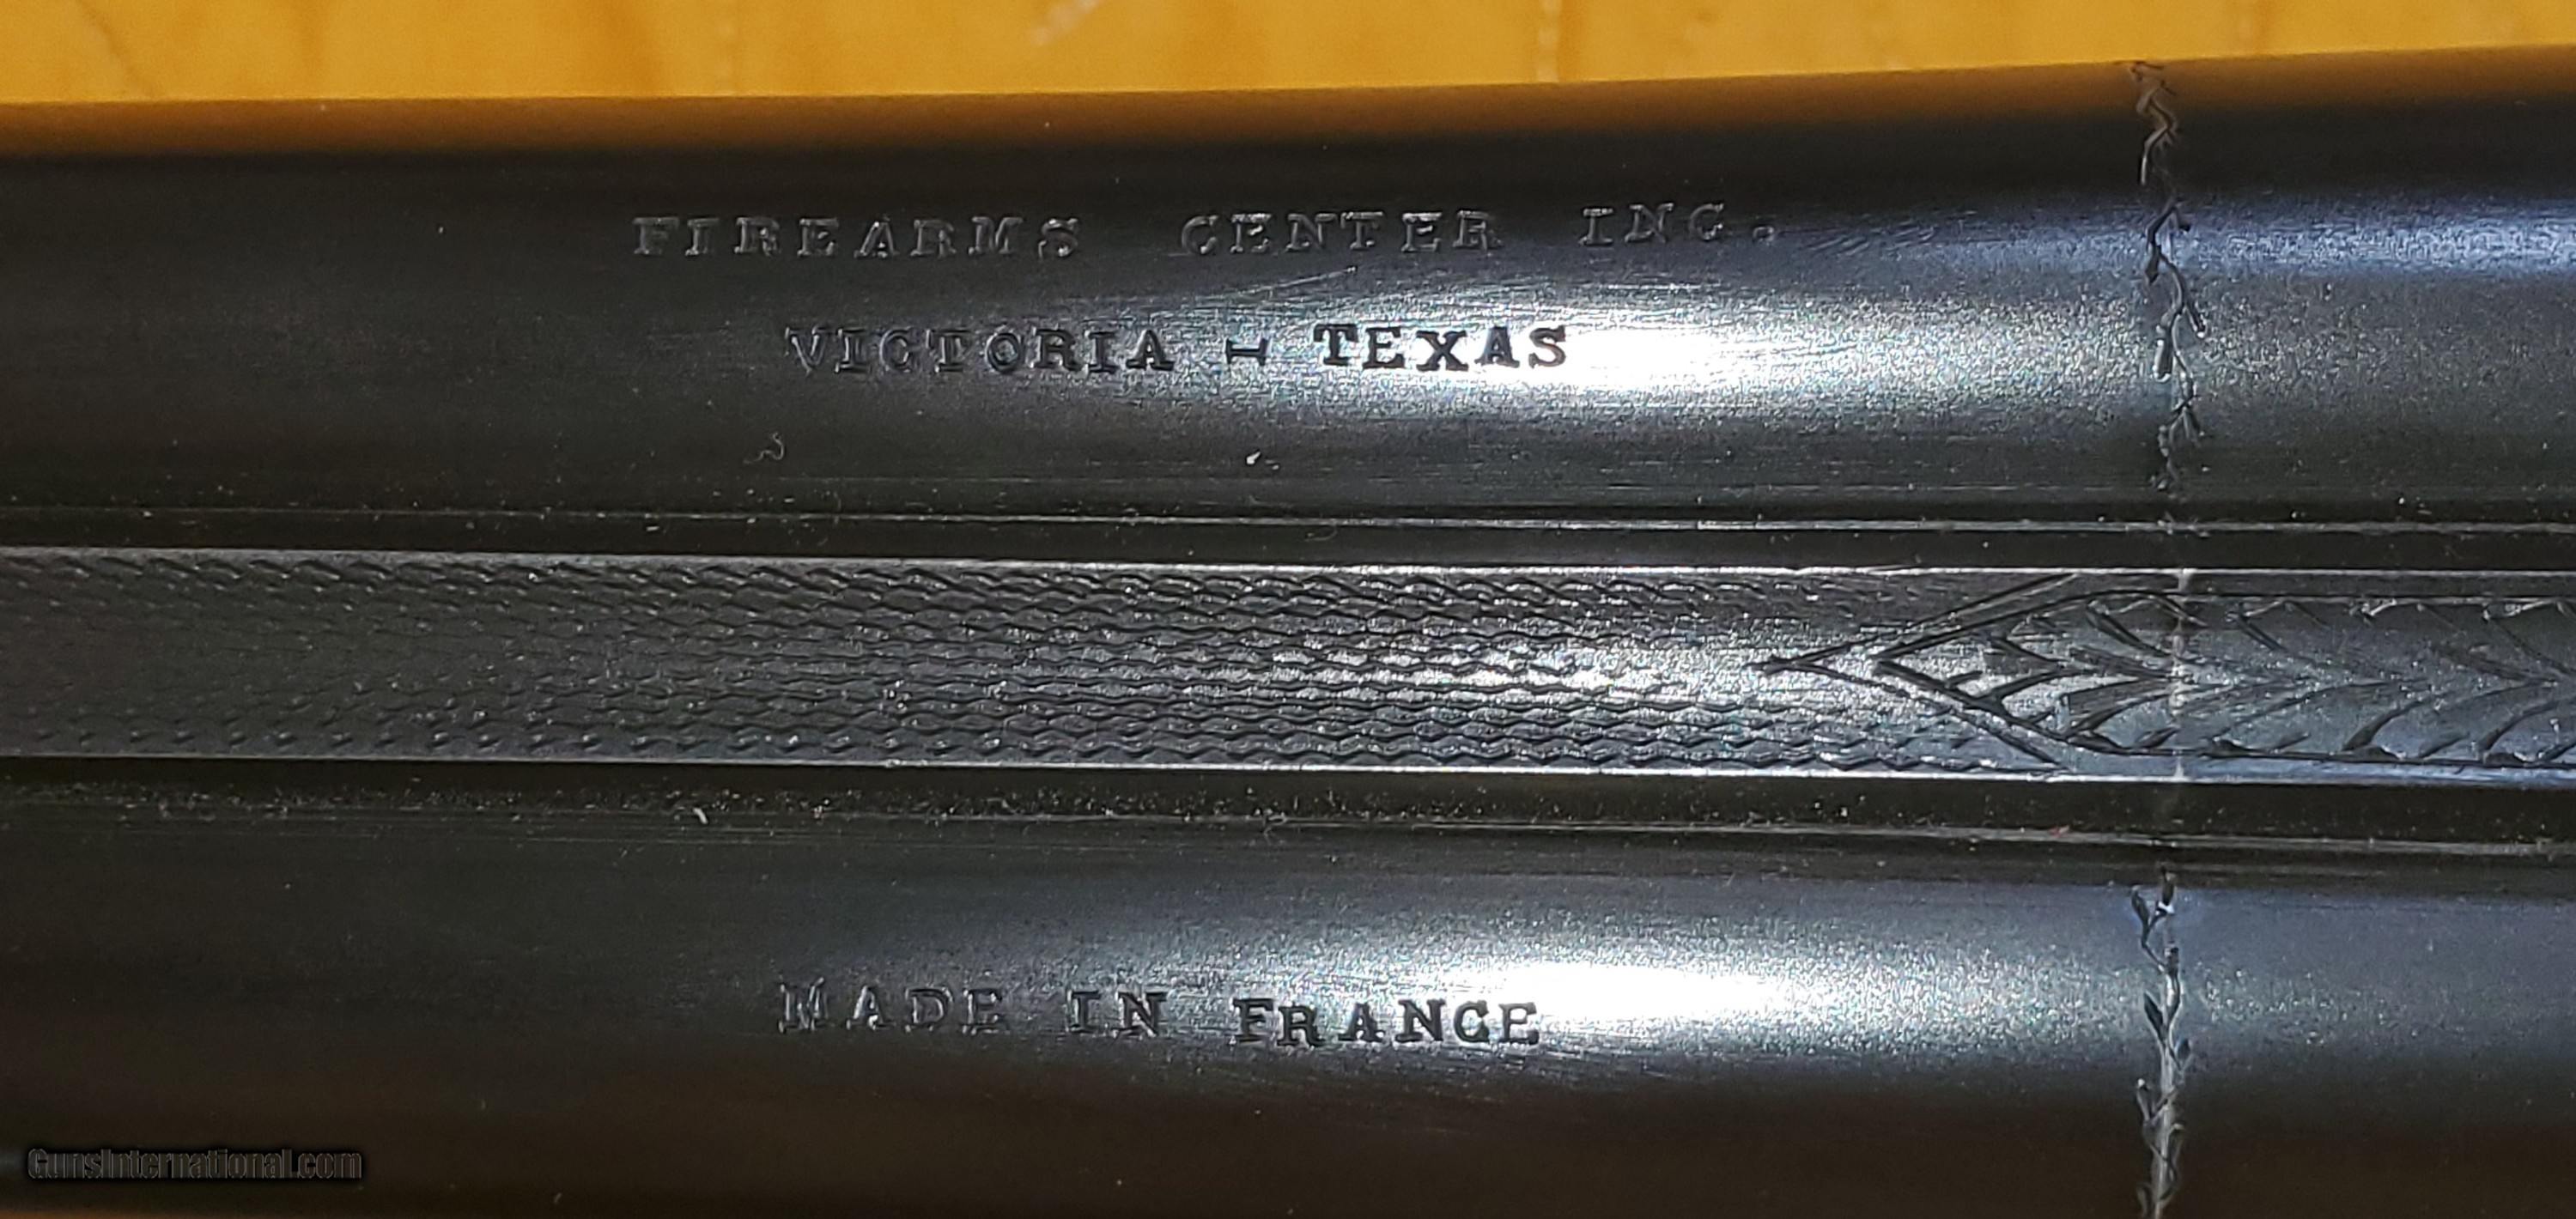 FIREARMS CENTER INC.
VICTORIA - TEXAS
MADE IN FRANCE
GunsInternational.com